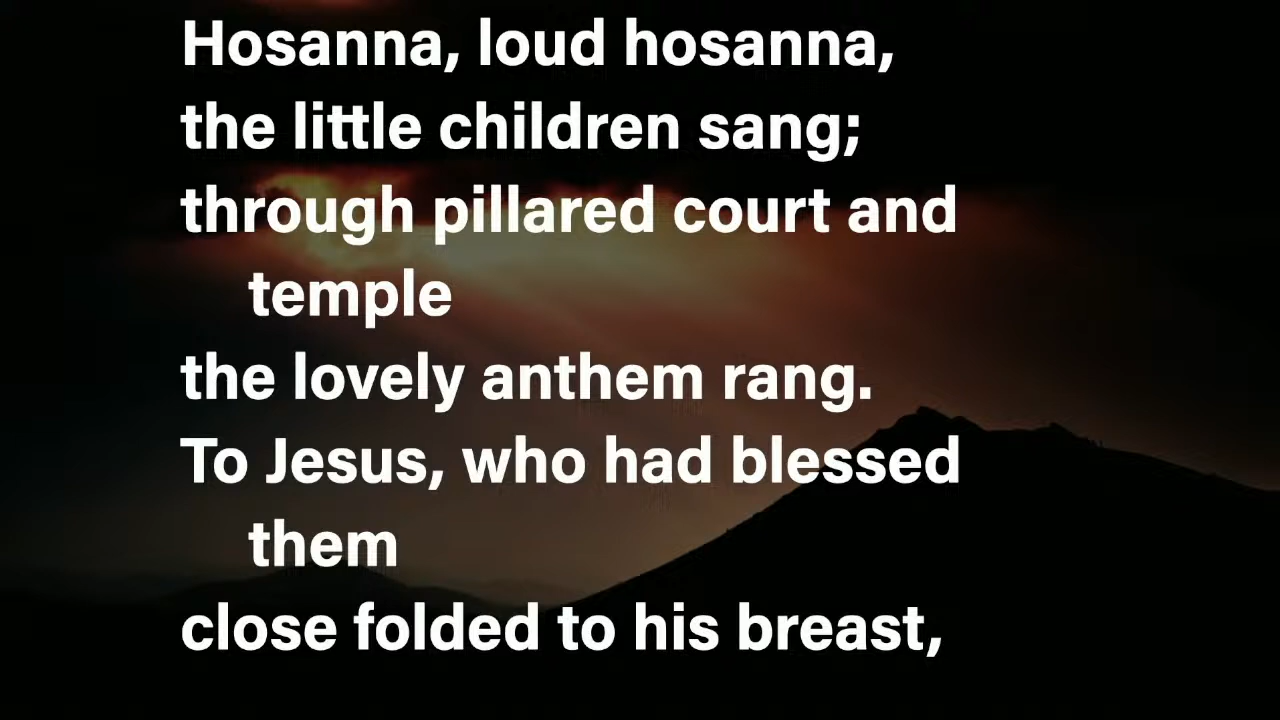 Hosanna, loud hosanna,
the little children sang;
through pillared court and
temple
the lovely anthem rang.
To Jesus, who had blessed
them
close folded to his breast,